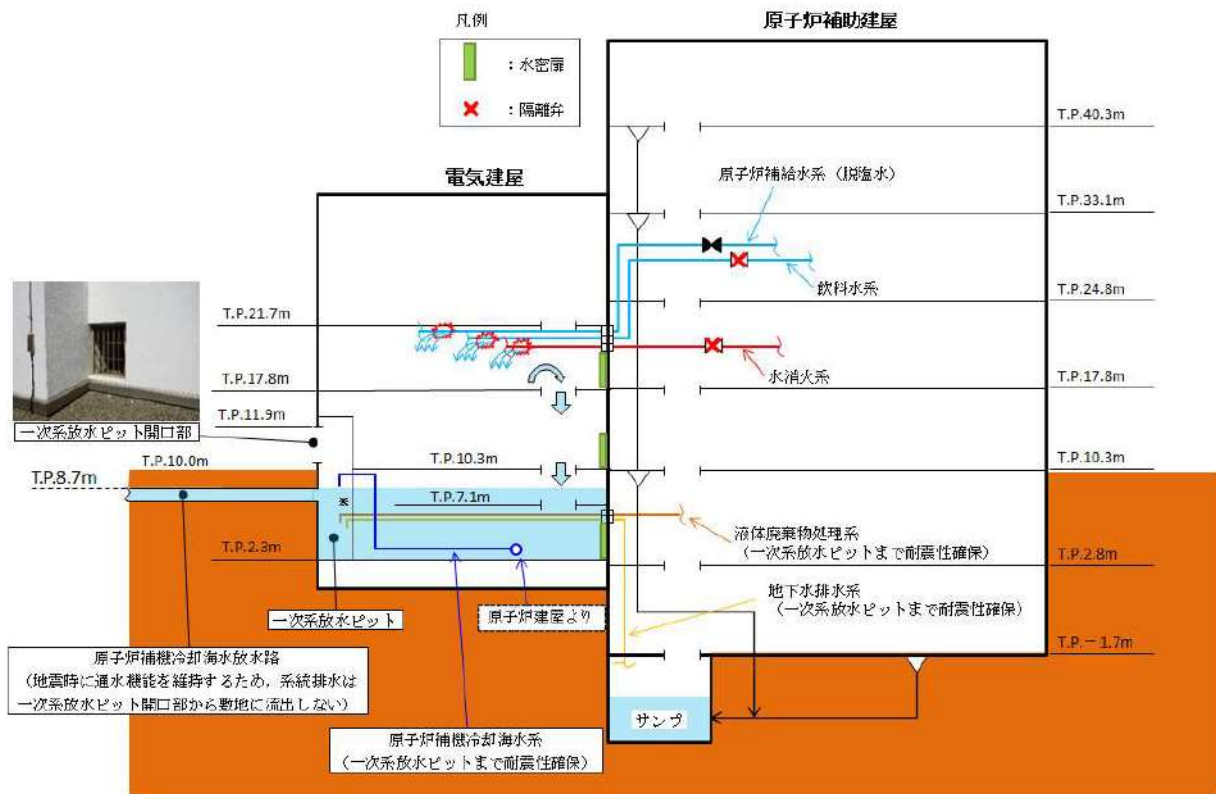 凡例
：水密扉
：隔離弁
原子炉補助建屋
電気建屋
T.P.40.3m
原子炉補給水系（脱塩水）
T.P.33.1m
飲料水系
T.P.24.8m
T.P.21.7m
水消火系
T.P.17.8m
T.P.17.8m
T.P.11.9m
一次系放水ピット開口部
T.P.10.0m
T.P.10.3m
T.P.10.3m
T.P.8.7m
T.P.7.1m
※
液体廃棄物処理系
（一次系放水ピットまで耐震性確保）
T.P.2.3m
T.P.2.8m
地下水排水系
（一次系放水ピットまで耐震性確保）
一次系放水ピット
原子炉建屋より
T.P.－1.7m
原子炉補機冷却海水放水路
（地震時に通水機能を維持するため，系統排水は
一次系放水ピット開口部から敷地に流出しない）
サンプ
原子炉補機冷却海水系
（一次系放水ピットまで耐震性確保）